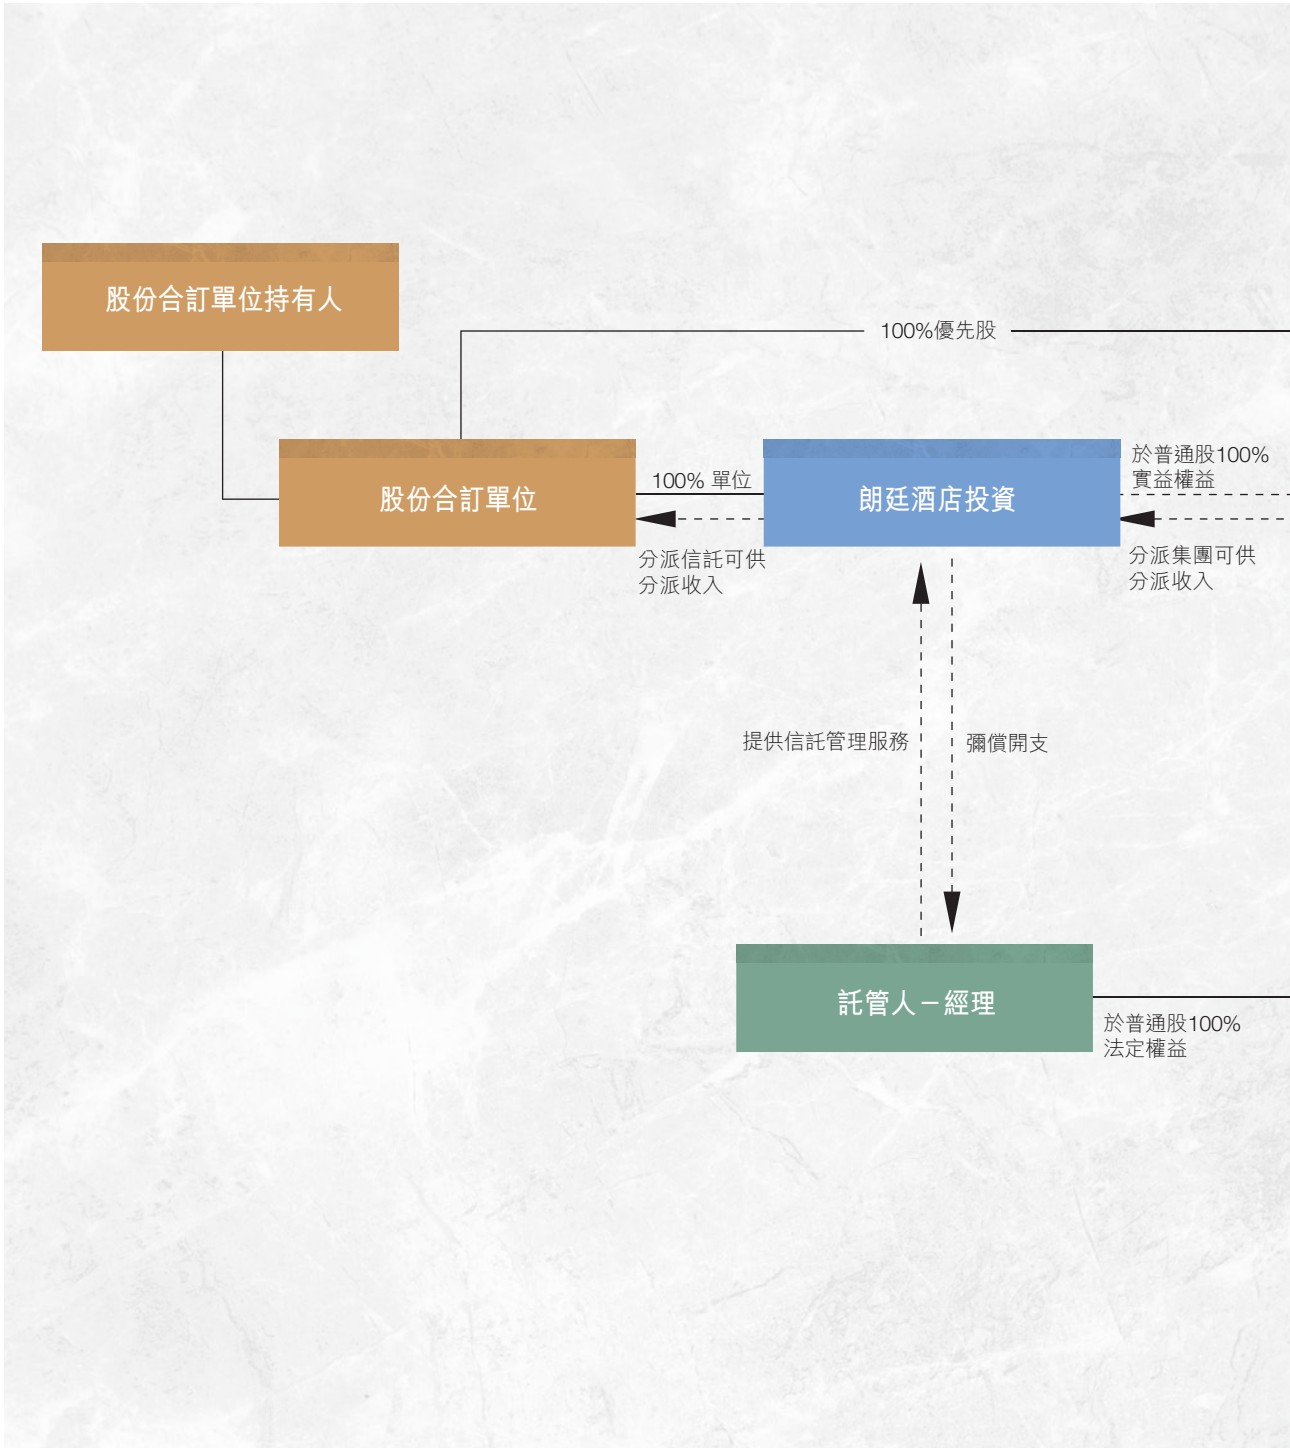 股份合訂單位持有人
100%優先股
股份合訂單位
100% 單位
分派信託可供
分派收入
朗廷酒店投資
於普通股100%
實益權益
分派集團可供
分派收入
提供信託管理服務
彌償開支
託管人－經理
於普通股100%
法定權益